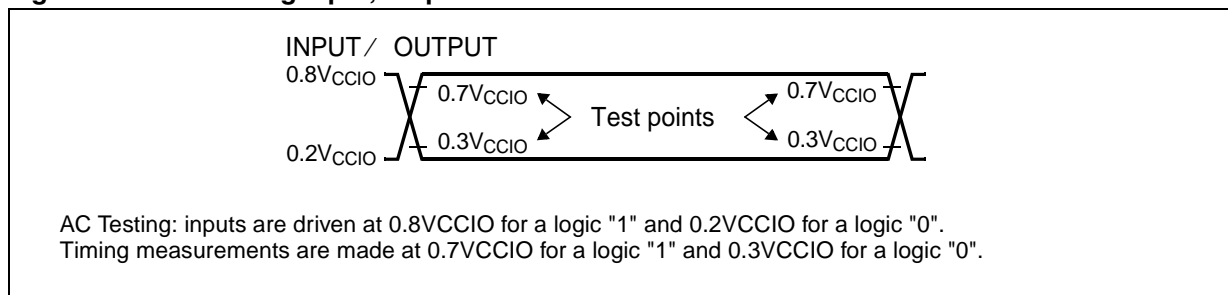 INPUT/ OUTPUT
0.8VCCIO
0.7VCCIO
0.7VCCIO
Test points
0.3VCCIO
0.3VCCIO
0.2VCCIO
AC Testing: inputs are driven at 0.8VCCIO for a logic "1" and 0.2VCCIO for a logic "0".
Timing measurements are made at 0.7VCCIO for a logic "1" and 0.3VCCIO for a logic "0".